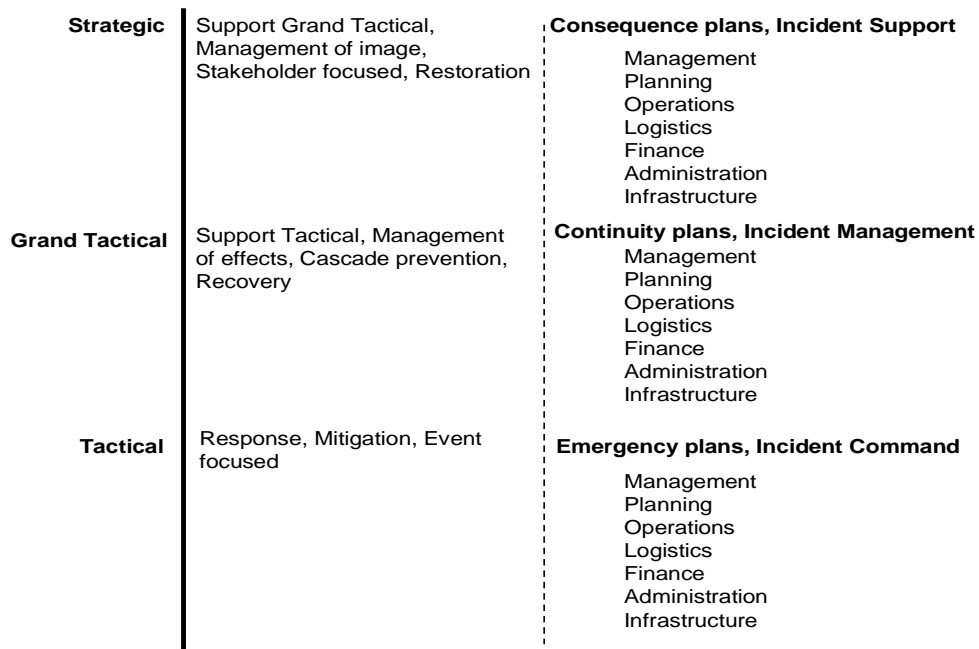 Strategic
Support Grand Tactical,
Management of image,
Stakeholder focused, Restoration
Consequence plans, Incident Support
Management
Planning
Operations
Logistics
Finance
Administration
Infrastructure
Grand Tactical
Support Tactical, Management
of effects, Cascade prevention,
Recovery
Continuity plans, Incident Management
Management
Planning
Operations
Logistics
Finance
Administration
Infrastructure
Tactical
Response, Mitigation, Event
focused
Emergency plans, Incident Command
Management
Planning
Operations
Logistics
Finance
Administration
Infrastructure